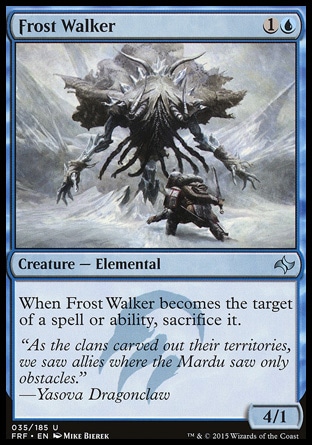 Frost Walker 1
Creature — Elemental
When Frost Walker becomes the target
of a spell or ability, sacrifice it.
"As the clans carved out their territories,
we saw allies where the Mardu saw only
obstacles."
—Yasova Dragonclaw
4/1
035/185 U
FRF • EN Mike Bierek
™ & © 2015 Wizards of the Coast